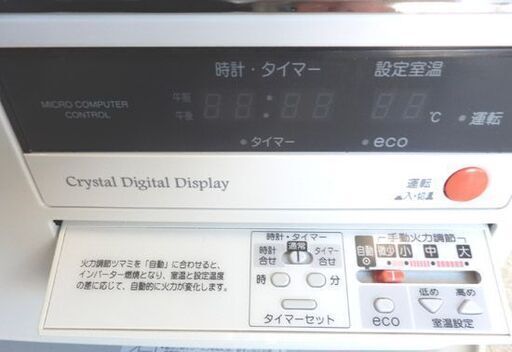 時計・タイマー 設定室温
MICRO COMPUTER
CONTROL
午前
午後
88:88 88 ℃ ●運転
●タイマー ●eco
Crystal Digital Display
運転
入・切
火力調節ツマミを「自動」に合わせると、
インバーター燃焼となり、室温と設定温度
の差に応じて、自動的に火力が変化します。
時計・タイマー
時計合せ 通常 タイマー合せ
時 分
タイマーセット
手動火力調節
自動 微少 小 中 大
低め 高め
eco 室温設定